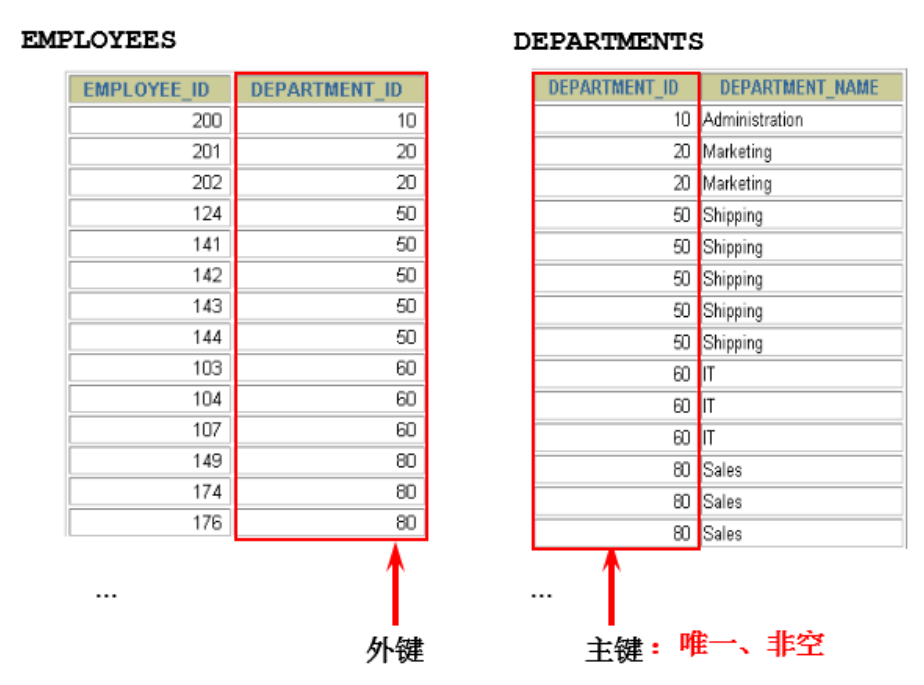 EMPLOYEES DEPARTMENTS
EMPLOYEE_ID DEPARTMENT_ID DEPARTMENT_ID DEPARTMENT_NAME
200 10 10 Administration
201 20 20 Marketing
202 20 20 Marketing
124 50 50 Shipping
141 50 50 Shipping
142 50 50 Shipping
143 50 50 Shipping
144 50 50 Shipping
103 60 60 IT
104 60 60 IT
107 60 60 IT
149 80 80 Sales
174 80 80 Sales
176 80 80 Sales
... ...
外键 主键：唯一、非空